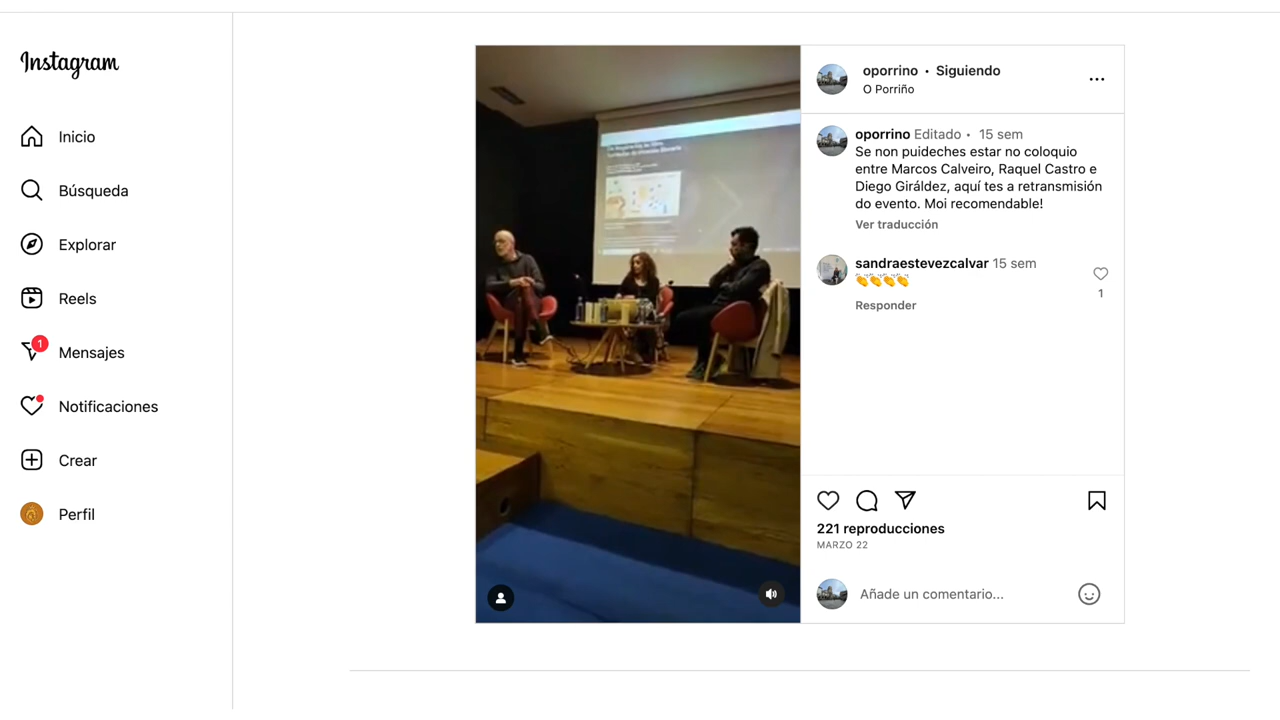 Instagram
Inicio
Búsqueda
Explorar
Reels
1
Mensajes
Notificaciones
Crear
Perfil
oporrino • Siguiendo
O Porriño
oporrino Editado • 15 sem
Se non puideches estar no coloquio
entre Marcos Calveiro, Raquel Castro e
Diego Giráldez, aquí tes a retransmisión
do evento. Moi recomendable!
Ver traducción
sandraestevezcalvar 15 sem
👏👏👏👏
1
Responder
221 reproducciones
MARZO 22
Añade un comentario...